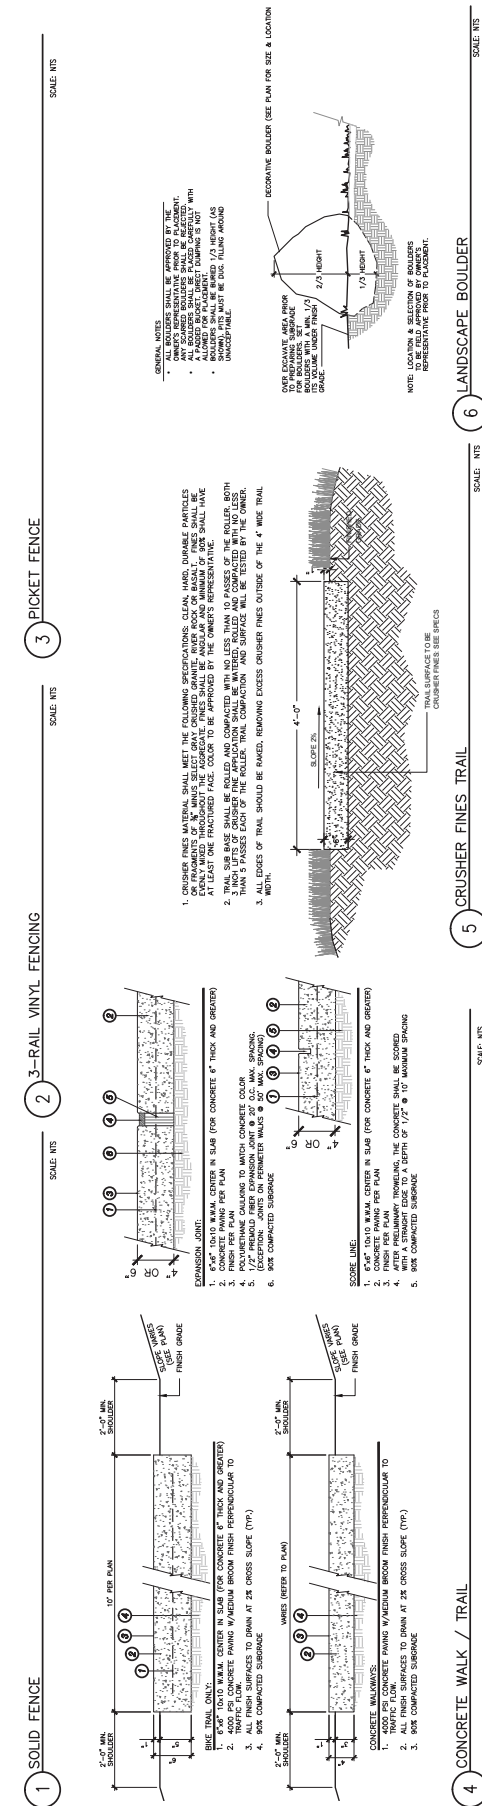 1
SOLID FENCE
SCALE: NTS
2
3-RAIL VINYL FENCING
SCALE: NTS
3
PICKET FENCE
SCALE: NTS
2'-0" MIN.
SHOULDER
10" PER PLAN
2'-0" MIN.
SHOULDER
SLOPE VARIES
(SEE PLAN)
FINISH GRADE
1
2
3
4
BIKE TRAIL ONLY:
1. 6"x6" 10x10 W.W.M. CENTER IN SLAB (FOR CONCRETE 6" THICK AND GREATER)
2. 4000 PSI CONCRETE PAVING W/MEDIUM BROOM FINISH PERPENDICULAR TO
TRAFFIC FLOW.
3. ALL FINISH SURFACES TO DRAIN AT 2% CROSS SLOPE (TYP.)
4. 90% COMPACTED SUBGRADE
2'-0" MIN.
SHOULDER
VARIES (REFER TO PLAN)
2'-0" MIN.
SHOULDER
SLOPE VARIES
(SEE PLAN)
FINISH GRADE
2
3
4
CONCRETE WALKWAYS:
1. 4000 PSI CONCRETE PAVING W/MEDIUM BROOM FINISH PERPENDICULAR TO
TRAFFIC FLOW.
2. ALL FINISH SURFACES TO DRAIN AT 2% CROSS SLOPE (TYP.)
3. 90% COMPACTED SUBGRADE
4
CONCRETE WALK / TRAIL
SCALE: NTS
1
3
6
4
5
2
4" OR 6"
EXPANSION JOINT:
1. 6"x6" 10x10 W.W.M. CENTER IN SLAB (FOR CONCRETE 6" THICK AND GREATER)
2. CONCRETE PAVING PER PLAN
3. FINISH PER PLAN
4. POLYURETHANE CAULKING TO MATCH CONCRETE COLOR
5. 1/2" PREMOLD FIBER EXPANSION JOINT @ 20' O.C. MAX. SPACING.
(EXCEPTION: JOINTS ON PERIMETER WALKS @ 50' MAX. SPACING)
6. 90% COMPACTED SUBGRADE
1
3
4
5
2
4" OR 6"
SCORE LINE:
1. 6"x6" 10x10 W.W.M. CENTER IN SLAB (FOR CONCRETE 6" THICK AND GREATER)
2. CONCRETE PAVING PER PLAN
3. FINISH PER PLAN
4. AFTER PRELIMINARY TROWELING, THE CONCRETE SHALL BE SCORED
WITH A STRAIGHT EDGE TO A DEPTH OF 1/2" @ 10' MAXIMUM SPACING
5. 90% COMPACTED SUBGRADE
1. CRUSHER FINES MATERIAL SHALL MEET THE FOLLOWING SPECIFICATIONS: CLEAN, HARD, DURABLE PARTICLES
OR FRAGMENTS OF MINUS SELECT GRAY CRUSHED GRANITE, RIVER ROCK OR BASALT. FINES SHALL BE
EVENLY MIXED THROUGHOUT THE AGGREGATE. FINES SHALL BE ANGULAR AND MINIMUM OF 90% SHALL HAVE
AT LEAST ONE FRACTURED FACE. COLOR TO BE APPROVED BY THE OWNER'S REPRESENTATIVE.
2. TRAIL SUB BASE SHALL BE ROLLED AND COMPACTED WITH NO LESS THAN 10 PASSES OF THE ROLLER. BOTH
3 INCH LIFTS OF CRUSHER FINE APPLICATION SHALL BE WATERED, ROLLED AND COMPACTED WITH NO LESS
THAN 5 PASSES EACH OF THE ROLLER. TRAIL COMPACTION AND SURFACE WILL BE TESTED BY THE OWNER.
3. ALL EDGES OF TRAIL SHOULD BE RAKED, REMOVING EXCESS CRUSHER FINES OUTSIDE OF THE 4' WIDE TRAIL
WIDTH.
4'-0"
SLOPE 2%
6"
TRAIL SURFACE TO BE
CRUSHER FINES: SEE SPECS
5
CRUSHER FINES TRAIL
SCALE: NTS
GENERAL NOTES
• ALL BOULDERS SHALL BE APPROVED BY THE
OWNER'S REPRESENTATIVE PRIOR TO PLACEMENT.
ANY SCARRED BOULDERS SHALL BE REJECTED.
• ALL BOULDERS SHALL BE PLACED CAREFULLY WITH
A PADDED BUCKET. DIRECT DUMPING IS NOT
ALLOWED FOR PLACEMENT.
• BOULDERS SHALL BE BURIED 1/3 HEIGHT (AS
SHOWN). PITS MUST BE DUG, FILLING AROUND
UNACCEPTABLE.
DECORATIVE BOULDER (SEE PLAN FOR SIZE & LOCATION
2/3 HEIGHT
1/3 HEIGHT
OVER EXCAVATE AREA PRIOR
TO PREPARING SUBGRADE
FOR BOULDERS. SET
BOULDERS WITH A MIN. 1/3
ITS VOLUME UNDER FINISH
GRADE.
NOTE: LOCATION & SELECTION OF BOULDERS
TO BE FIELD APPROVED BY OWNER'S
REPRESENTATIVE PRIOR TO PLACEMENT.
6
LANDSCAPE BOULDER
SCALE: NTS